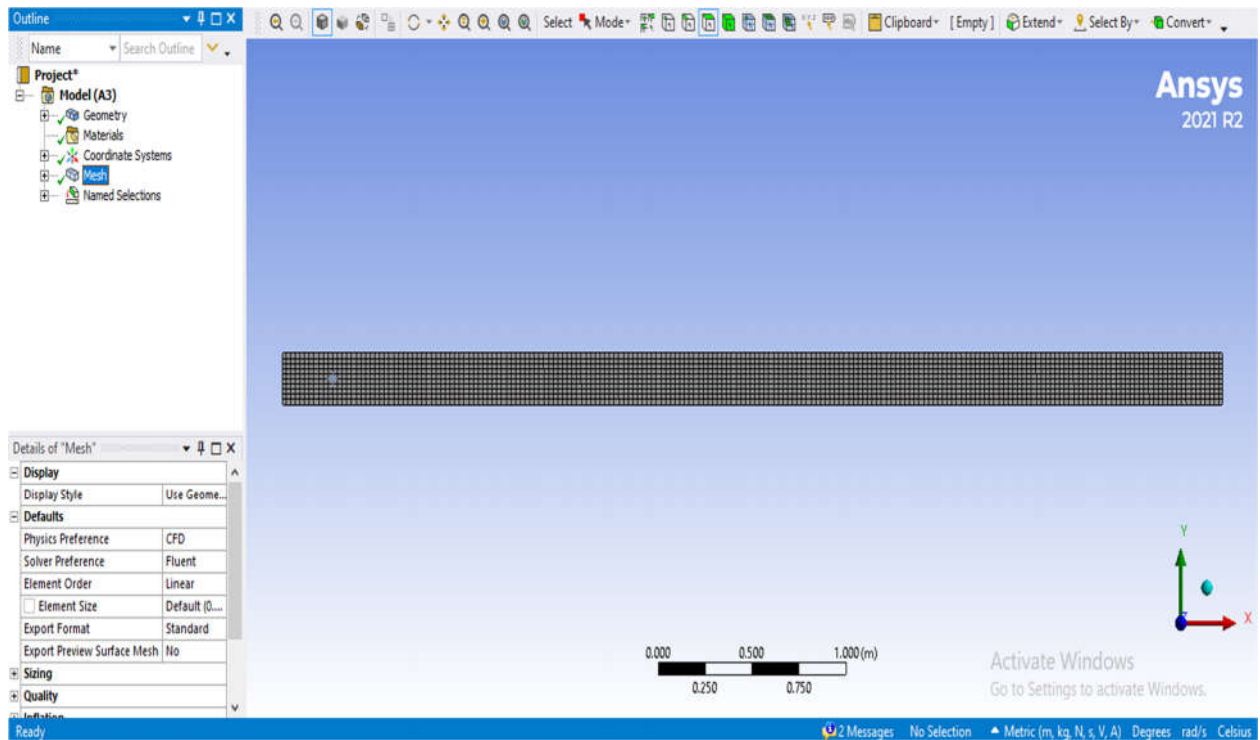 Outline
Select Mode Clipboard [Empty] Extend Select By Convert
Name Search Outline
Project*
Model (A3)
Geometry
Materials
Coordinate Systems
Mesh
Named Selections
Ansys
2021 R2
Details of "Mesh"
Display
Display Style Use Geome...
Defaults
Physics Preference CFD
Solver Preference Fluent
Element Order Linear
Element Size Default (0....
Export Format Standard
Export Preview Surface Mesh No
Sizing
Quality
Inflation
Y
X
Z
0.000 0.500 1.000 (m)
0.250 0.750
Activate Windows
Go to Settings to activate Windows.
Ready 2 Messages No Selection Metric (m, kg, N, s, V, A) Degrees rad/s Celsius